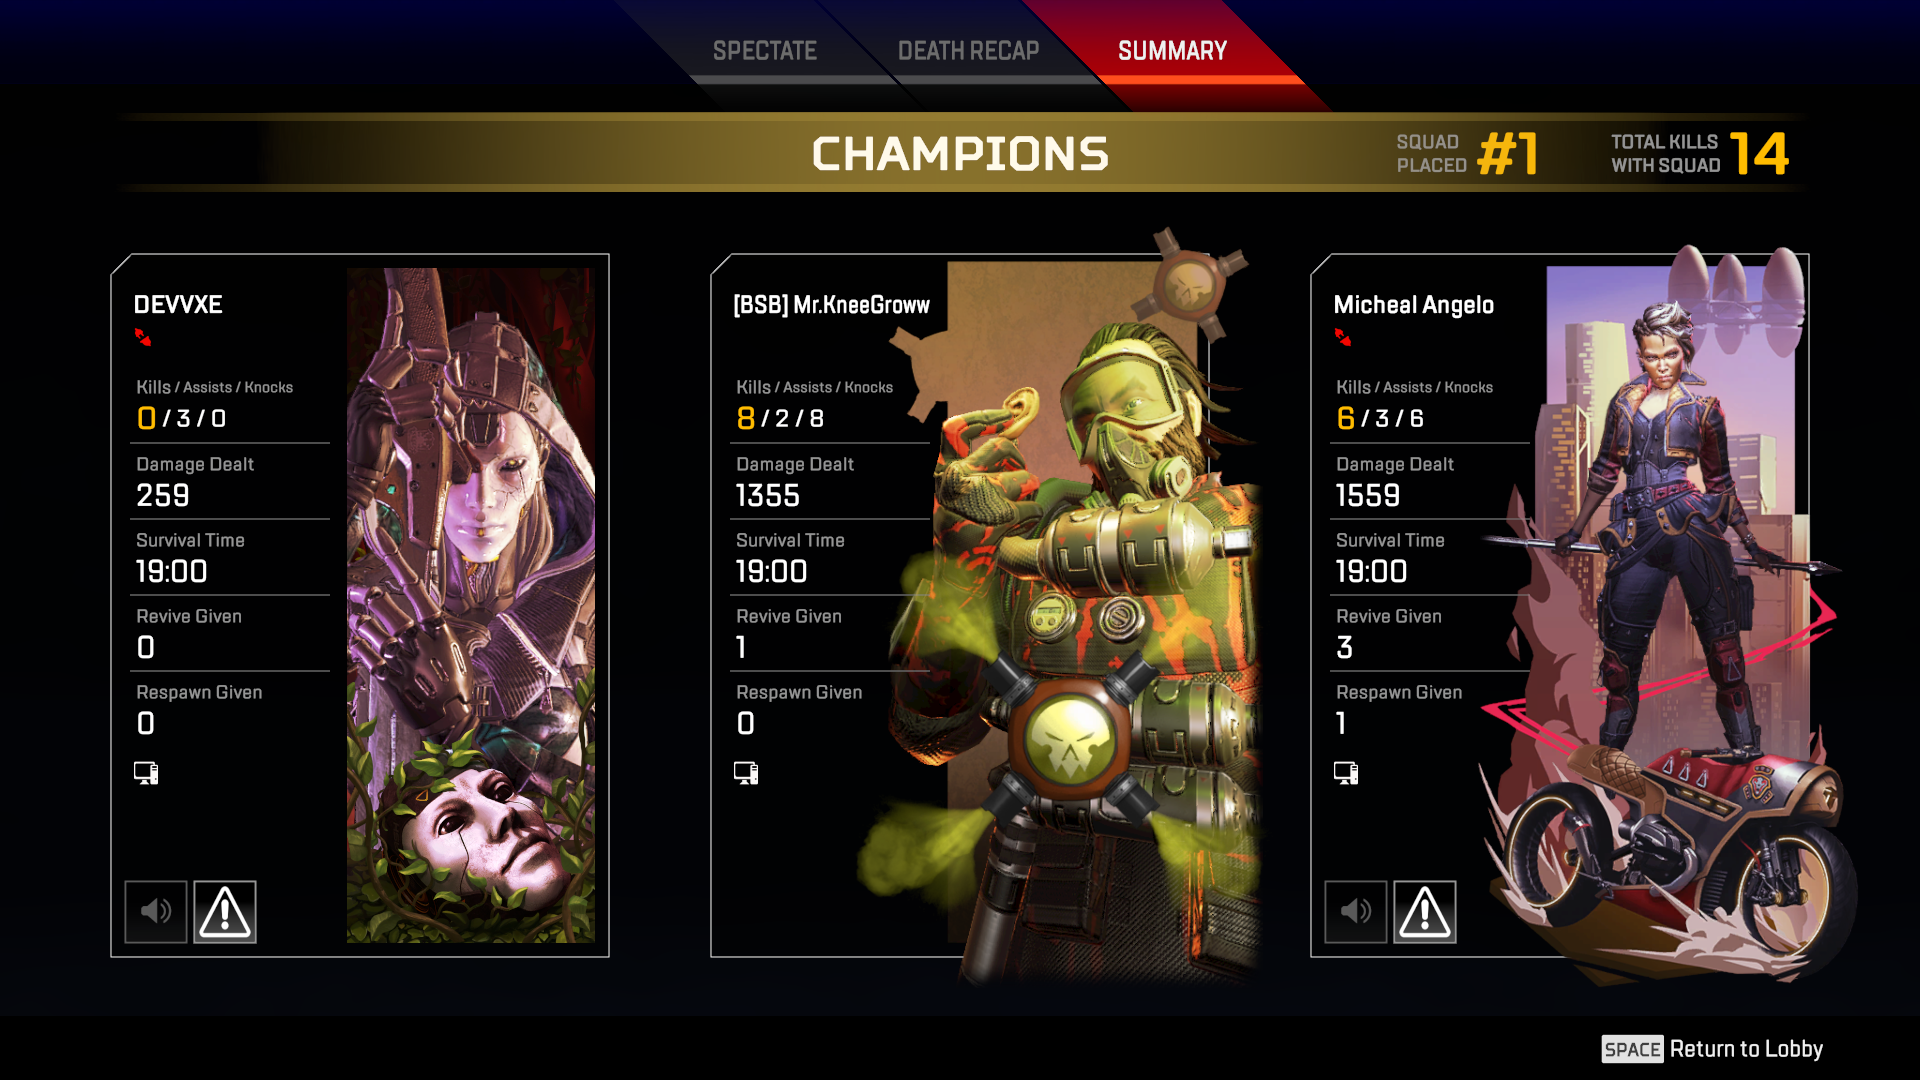 SPECTATE
DEATH RECAP
SUMMARY
CHAMPIONS
SQUAD
PLACED
#1
TOTAL KILLS
WITH SQUAD
14
DEVVXE
Kills / Assists / Knocks
0 / 3 / 0
Damage Dealt
259
Survival Time
19:00
Revive Given
0
Respawn Given
0
[BSB] Mr.KneeGroww
Kills / Assists / Knocks
8 / 2 / 8
Damage Dealt
1355
Survival Time
19:00
Revive Given
1
Respawn Given
0
Micheal Angelo
Kills / Assists / Knocks
6 / 3 / 6
Damage Dealt
1559
Survival Time
19:00
Revive Given
3
Respawn Given
1
SPACE Return to Lobby